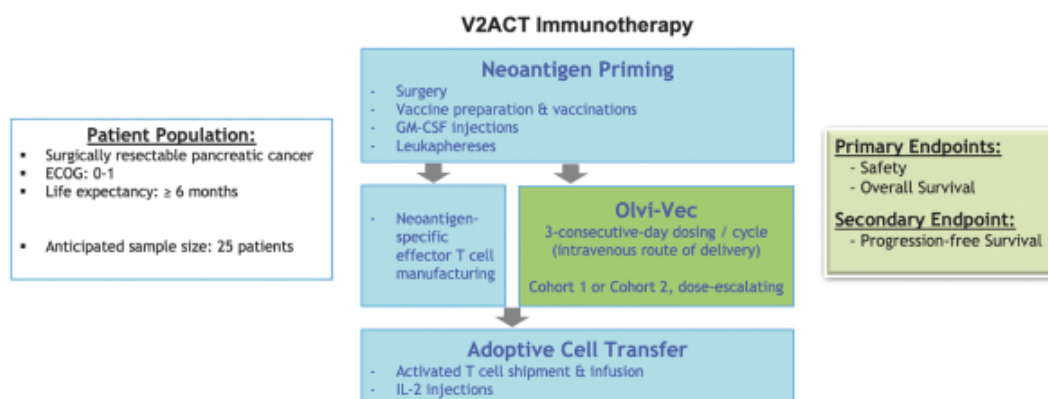 V2ACT Immunotherapy
Neoantigen Priming
- Surgery
- Vaccine preparation & vaccinations
- GM-CSF injections
- Leukaphereses
Patient Population:
▪ Surgically resectable pancreatic cancer
▪ ECOG: 0-1
▪ Life expectancy: ≥ 6 months
▪ Anticipated sample size: 25 patients
- Neoantigen-
specific
effector T cell
manufacturing
Olvi-Vec
3-consecutive-day dosing / cycle
(intravenous route of delivery)
Cohort 1 or Cohort 2, dose-escalating
Primary Endpoints:
- Safety
- Overall Survival
Secondary Endpoint:
- Progression-free Survival
Adoptive Cell Transfer
- Activated T cell shipment & infusion
- IL-2 injections